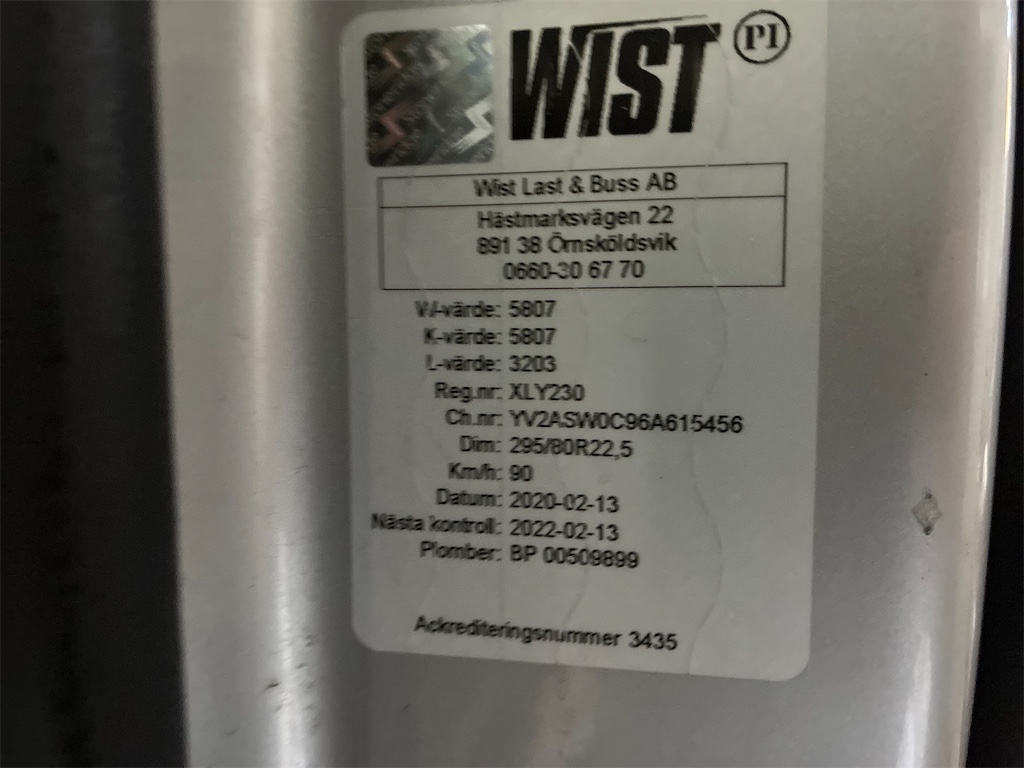 WIST PI
Wist Last & Buss AB
Hästmarksvägen 22
891 38 Örnsköldsvik
0660-30 67 70
W-värde: 5807
K-värde: 5807
L-värde: 3203
Reg.nr: XLY230
Ch.nr: YV2ASW0C96A615456
Dim: 295/80R22,5
Km/h: 90
Datum: 2020-02-13
Nästa kontroll: 2022-02-13
Plomber: BP 00509899
Ackrediteringsnummer 3435